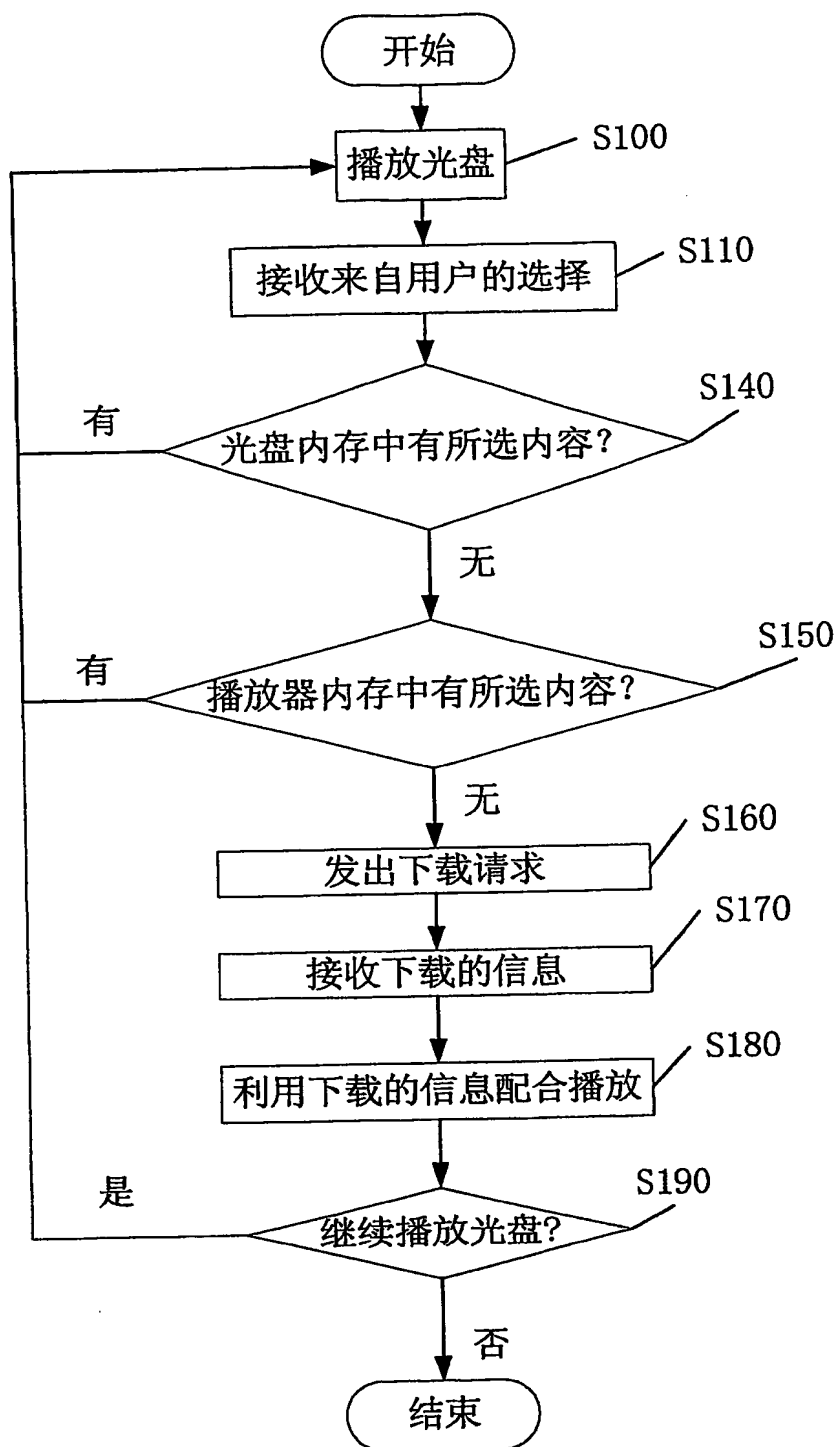 开始
播放光盘
S100
接收来自用户的选择
S110
光盘内存中有所选内容?
S140
有
无
播放器内存中有所选内容?
S150
有
无
发出下载请求
S160
接收下载的信息
S170
利用下载的信息配合播放
S180
继续播放光盘?
S190
是
否
结束